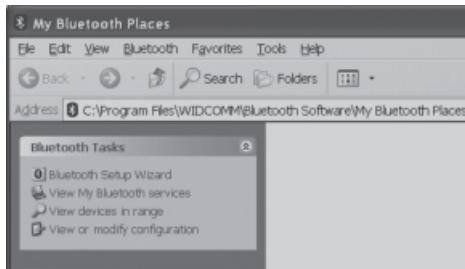 My Bluetooth Places
File Edit View Bluetooth Favorites Tools Help
Back Search Folders
Address C:\Program Files\WIDCOMM\Bluetooth Software\My Bluetooth Places
Bluetooth Tasks
Bluetooth Setup Wizard
View My Bluetooth services
View devices in range
View or modify configuration